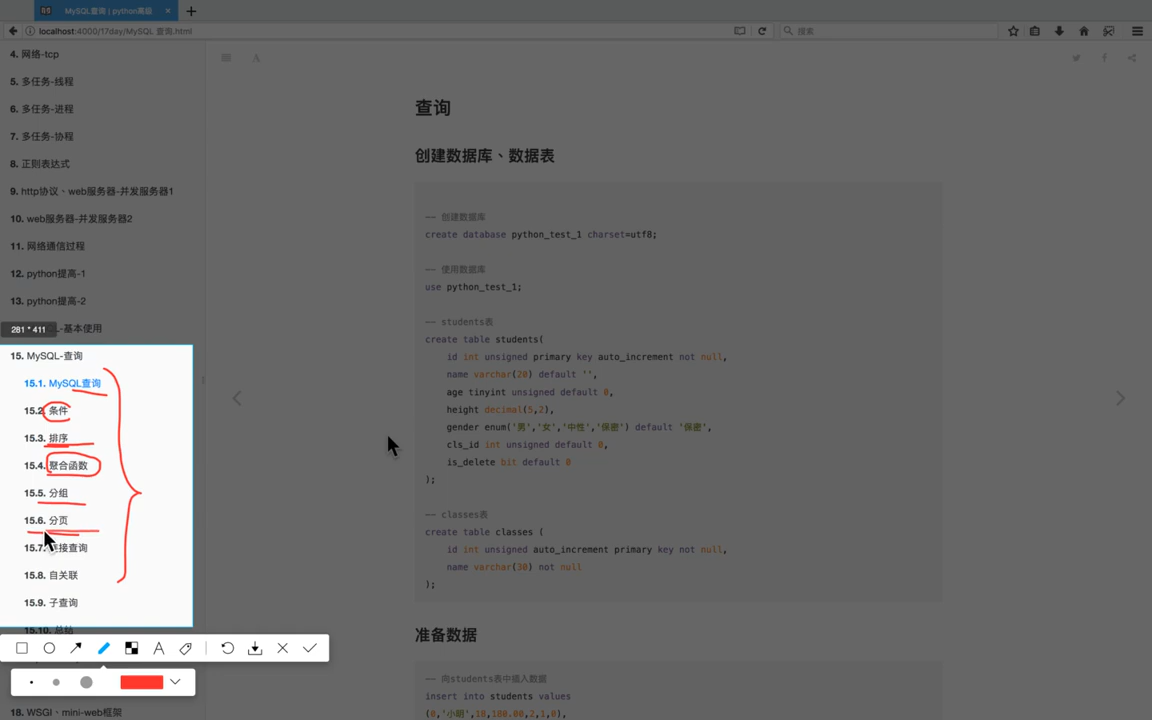 MySQL查询 | python高级
localhost:4000/17day/MySQL 查询.html
搜索
4. 网络-tcp
5. 多任务-线程
6. 多任务-进程
7. 多任务-协程
8. 正则表达式
9. http协议、web服务器-并发服务器1
10. web服务器-并发服务器2
11. 网络通信过程
12. python提高-1
13. python提高-2
281 * 411
L-基本使用
15. MySQL-查询
15.1. MySQL查询
15.2. 条件
15.3. 排序
15.4. 聚合函数
15.5. 分组
15.6. 分页
15.7. 连接查询
15.8. 自关联
15.9. 子查询
15.10. 总结
18. WSGI、mini-web框架
A
查询
创建数据库、数据表
-- 创建数据库
create database python_test_1 charset=utf8;
-- 使用数据库
use python_test_1;
-- students表
create table students(
id int unsigned primary key auto_increment not null,
name varchar(20) default '',
age tinyint unsigned default 0,
height decimal(5,2),
gender enum('男','女','中性','保密') default '保密',
cls_id int unsigned default 0,
is_delete bit default 0
);
-- classes表
create table classes (
id int unsigned auto_increment primary key not null,
name varchar(30) not null
);
准备数据
-- 向students表中插入数据
insert into students values
(0,'小明',18,180.00,2,1,0),
A